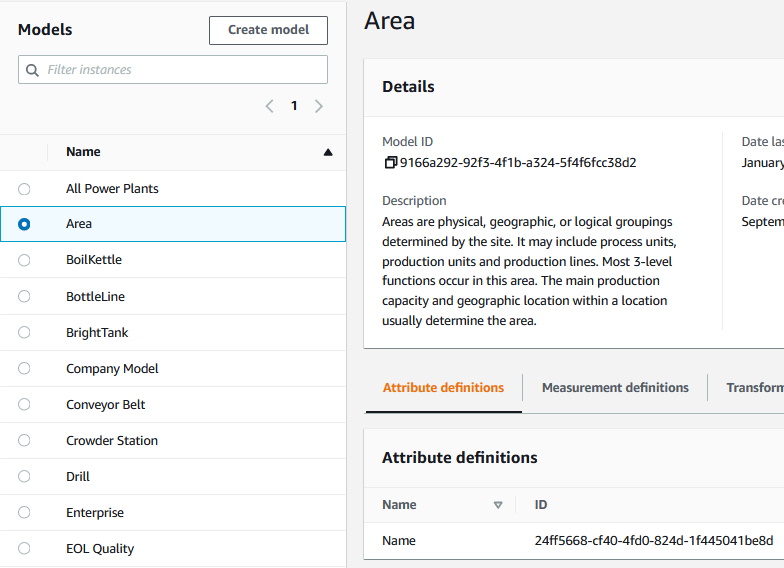 Models
Create model
Filter instances
1
Name
All Power Plants
Area
BoilKettle
BottleLine
BrightTank
Company Model
Conveyor Belt
Crowder Station
Drill
Enterprise
EOL Quality
Area
Details
Model ID
9166a292-92f3-4f1b-a324-5f4f6fcc38d2
Description
Areas are physical, geographic, or logical groupings
determined by the site. It may include process units,
production units and production lines. Most 3-level
functions occur in this area. The main production
capacity and geographic location within a location
usually determine the area.
Date las
January
Date cre
Septem
Attribute definitions
Measurement definitions
Transform
Attribute definitions
Name
ID
Name
24ff5668-cf40-4fd0-824d-1f445041be8d